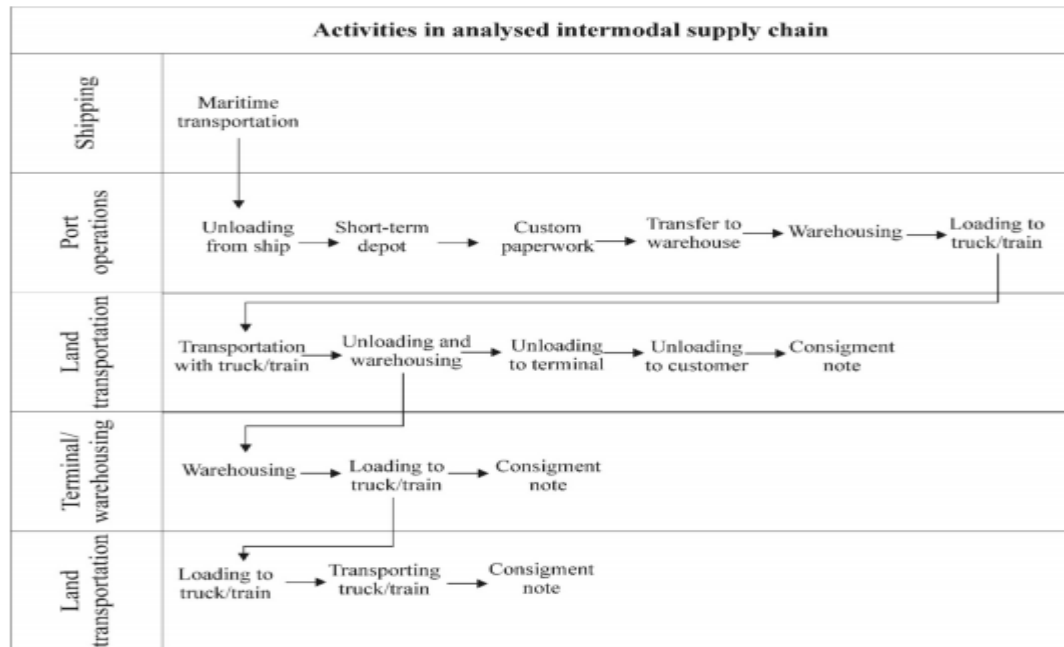 Activities in analysed intermodal supply chain
Shipping
Maritime
transportation
Port
operations
Unloading
from ship
Short-term
depot
Custom
paperwork
Transfer to
warehouse
Warehousing
Loading to
truck/train
Land
transportation
Transportation
with truck/train
Unloading and
warehousing
Unloading
to terminal
Unloading
to customer
Consigment
note
Terminal/
warehousing
Warehousing
Loading to
truck/train
Consigment
note
Land
transportation
Loading to
truck/train
Transporting
truck/train
Consigment
note